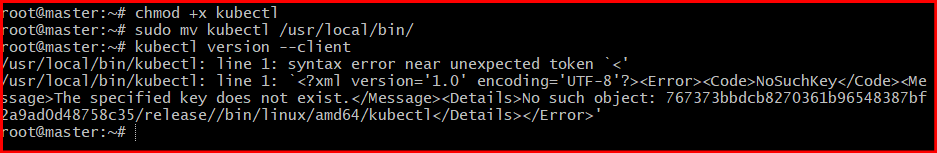 root@master:~# chmod +x kubectl
root@master:~# sudo mv kubectl /usr/local/bin/
root@master:~# kubectl version --client
/usr/local/bin/kubectl: line 1: syntax error near unexpected token `<'
/usr/local/bin/kubectl: line 1: `<?xml version='1.0' encoding='UTF-8'?><Error><Code>NoSuchKey</Code><Me
ssage>The specified key does not exist.</Message><Details>No such object: 767373bbdcb8270361b96548387bf
2a9ad0d48758c35/release//bin/linux/amd64/kubectl</Details></Error>'
root@master:~#